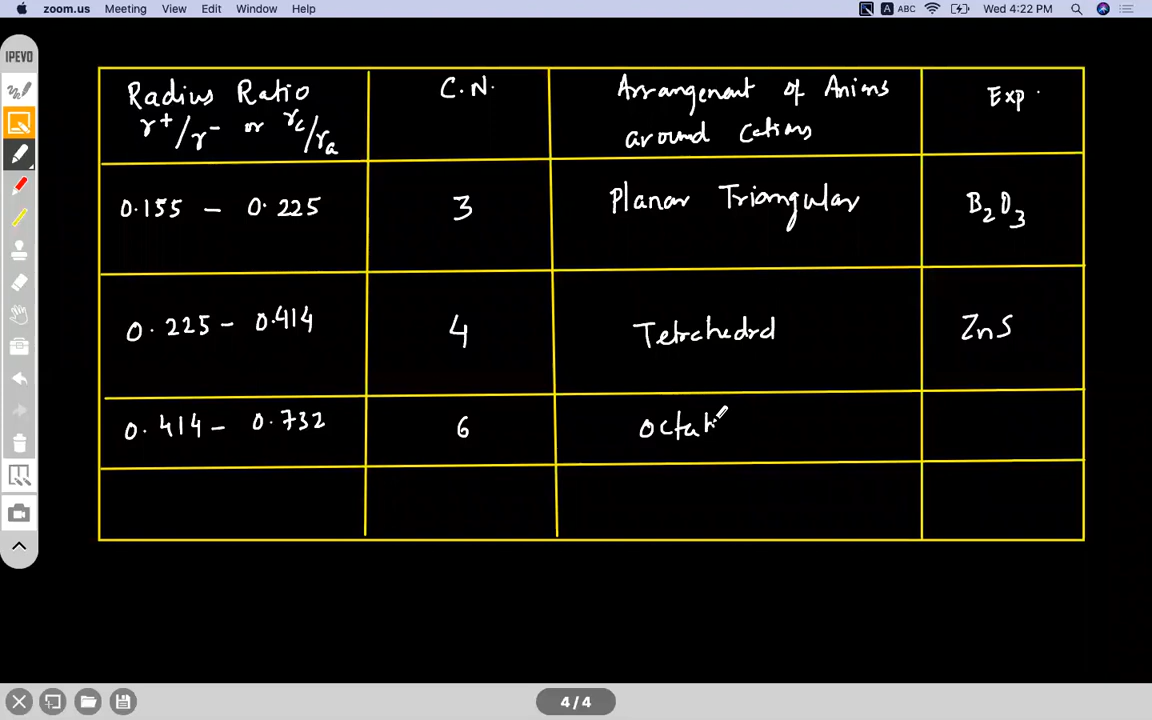 zoom.us Meeting View Edit Window Help A ABC Wed 4:22 PM
IPEVO
Radius Ratio C.N. Arrangement of Anions Exp.
r+/r- or rc/ra around Cations
0.155 - 0.225 3 Planar Triangular B2O3
0.225 - 0.414 4 Tetrahedral ZnS
0.414 - 0.732 6 Octah
4/4